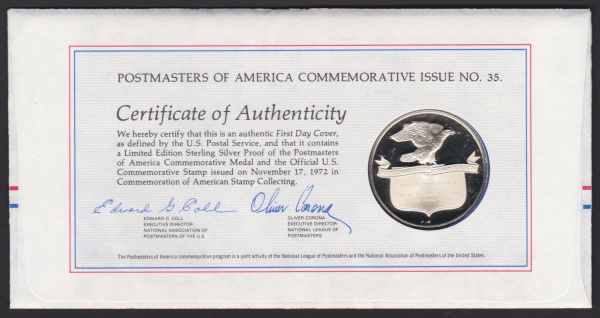 POSTMASTERS OF AMERICA COMMEMORATIVE ISSUE NO. 35.
Certificate of Authenticity
We hereby certify that this is an authentic First Day Cover,
as defined by the U.S. Postal Service, and that it contains
a Limited Edition Sterling Silver Proof of the Postmasters
of America Commemorative Medal and the Official U.S.
Commemorative Stamp issued on November 17, 1972 in
Commemoration of American Stamp Collecting.
Edward G Coll
Oliver Corona
EDWARD G. COLL
EXECUTIVE DIRECTOR
NATIONAL ASSOCIATION OF
POSTMASTERS OF THE U.S.
OLIVER CORONA
EXECUTIVE DIRECTOR
NATIONAL LEAGUE OF
POSTMASTERS
The Postmasters of America commemorative program is a joint activity of the National League of Postmasters and the National Association of Postmasters of the United States.